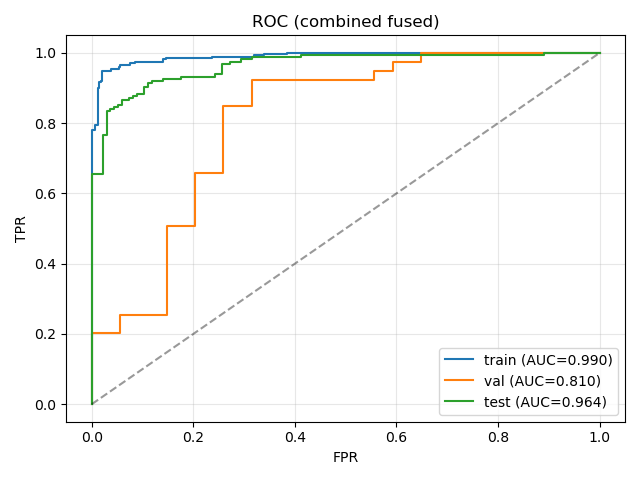 ROC (combined fused)
1.0
0.8
0.6
0.4
0.2
0.0
TPR
0.0 0.2 0.4 0.6 0.8 1.0
FPR
train (AUC=0.990)
val (AUC=0.810)
test (AUC=0.964)